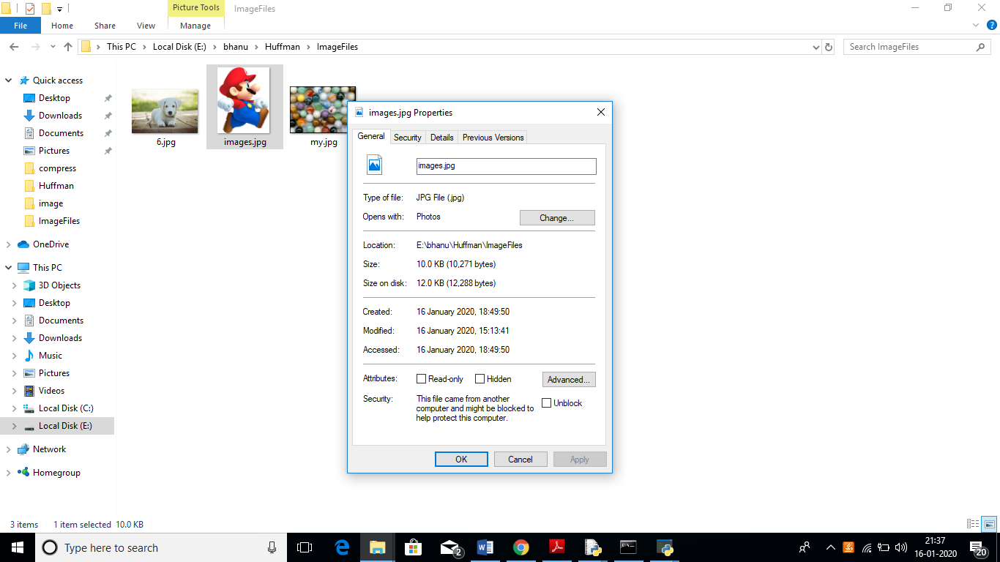 Picture Tools
ImageFiles
File
Home
Share
View
Manage
This PC
Local Disk (E:)
bhanu
Huffman
ImageFiles
Search ImageFiles
Quick access
Desktop
Downloads
Documents
Pictures
compress
Huffman
image
ImageFiles
OneDrive
This PC
3D Objects
Desktop
Documents
Downloads
Music
Pictures
Videos
Local Disk (C:)
Local Disk (E:)
Network
Homegroup
6.jpg
images.jpg
my.jpg
images.jpg Properties
General
Security
Details
Previous Versions
images.jpg
Type of file: JPG File (.jpg)
Opens with: Photos
Change...
Location: E:\bhanu\Huffman\ImageFiles
Size: 10.0 KB (10,271 bytes)
Size on disk: 12.0 KB (12,288 bytes)
Created: 16 January 2020, 18:49:50
Modified: 16 January 2020, 15:13:41
Accessed: 16 January 2020, 18:49:50
Attributes: Read-only Hidden
Advanced...
Security: This file came from another
computer and might be blocked to
help protect this computer.
Unblock
OK
Cancel
Apply
3 items
1 item selected 10.0 KB
Type here to search
2
21:37
16-01-2020
20